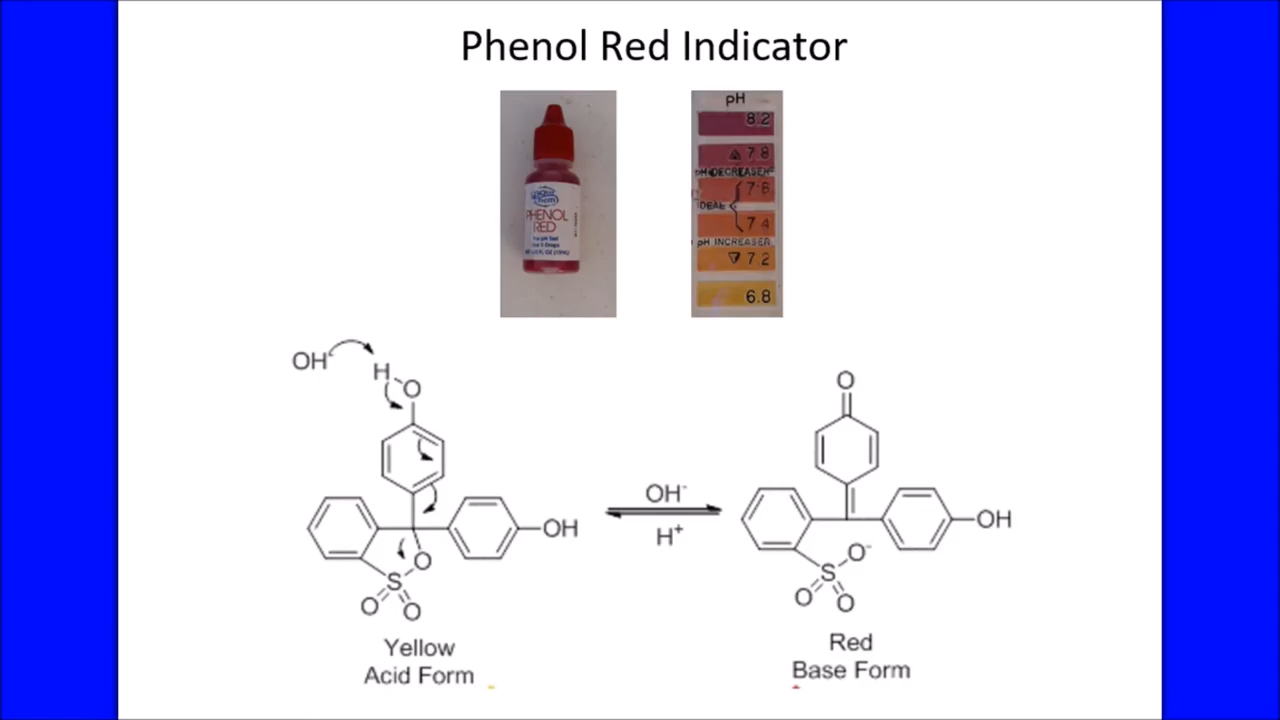 Phenol Red Indicator
PHENOL
RED
pH
8.2
7.8
pH DECREASER
7.6
IDEAL
7.4
pH INCREASER
7.2
6.8
OH-
H
O
OH
O
S
O
O
OH-
H+
O
OH
O-
S
O
O
Yellow
Acid Form
Red
Base Form